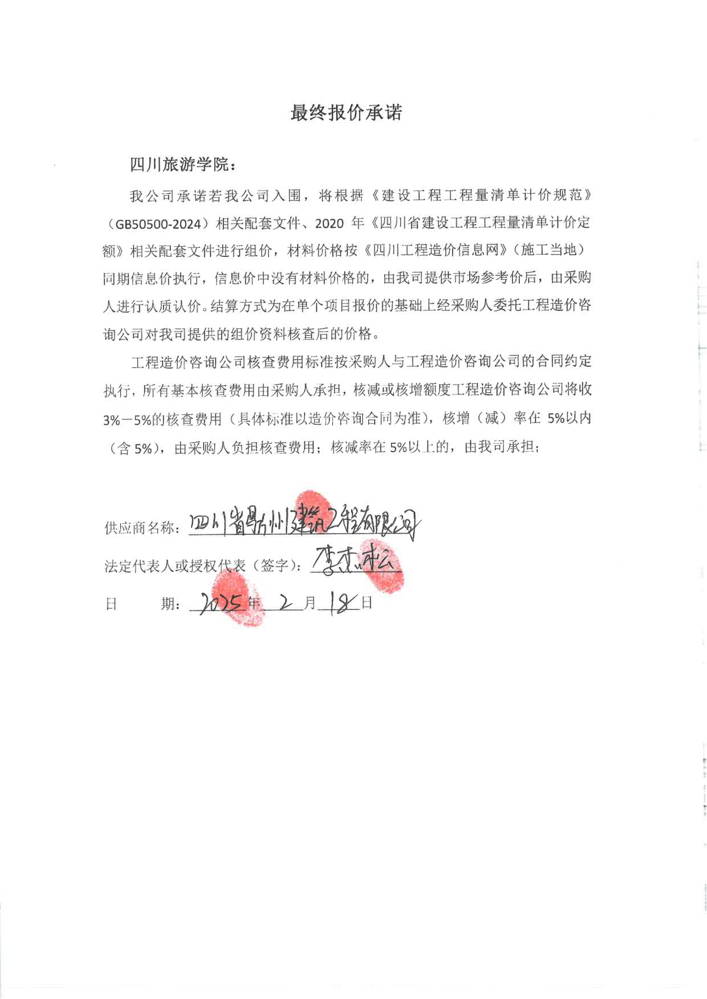 最终报价承诺
四川旅游学院：
我公司承诺若我公司入围，将根据《建设工程工程量清单计价规范》
（GB50500-2024）相关配套文件、2020 年《四川省建设工程工程量清单计价定
额》相关配套文件进行组价，材料价格按《四川工程造价信息网》（施工当地）
同期信息价执行，信息价中没有材料价格的，由我司提供市场参考价后，由采购
人进行认质认价。结算方式为在单个项目报价的基础上经采购人委托工程造价咨
询公司对我司提供的组价资料核查后的价格。
工程造价咨询公司核查费用标准按采购人与工程造价咨询公司的合同约定
执行，所有基本核查费用由采购人承担，核减或核增额度工程造价咨询公司将收
3%－5%的核查费用（具体标准以造价咨询合同为准），核增（减）率在 5%以内
（含 5%），由采购人负担核查费用；核减率在 5%以上的，由我司承担；
供应商名称：四川省 州建筑工程有限公司
法定代表人或授权代表（签字）：李杰松
日 期：2025年 2 月 18 日